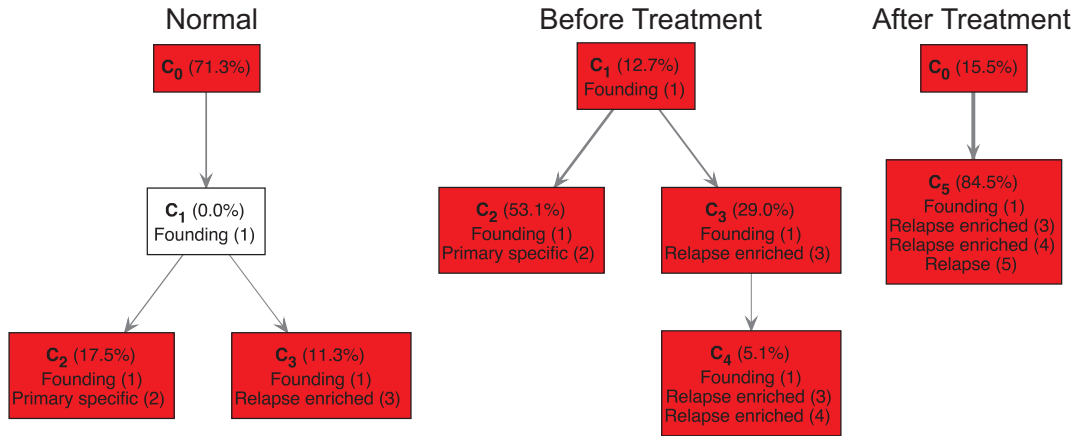 Normal
C0 (71.3%)
C1 (0.0%)
Founding (1)
C2 (17.5%)
Founding (1)
Primary specific (2)
C3 (11.3%)
Founding (1)
Relapse enriched (3)
Before Treatment
C1 (12.7%)
Founding (1)
C2 (53.1%)
Founding (1)
Primary specific (2)
C3 (29.0%)
Founding (1)
Relapse enriched (3)
C4 (5.1%)
Founding (1)
Relapse enriched (3)
Relapse enriched (4)
After Treatment
C0 (15.5%)
C5 (84.5%)
Founding (1)
Relapse enriched (3)
Relapse enriched (4)
Relapse (5)